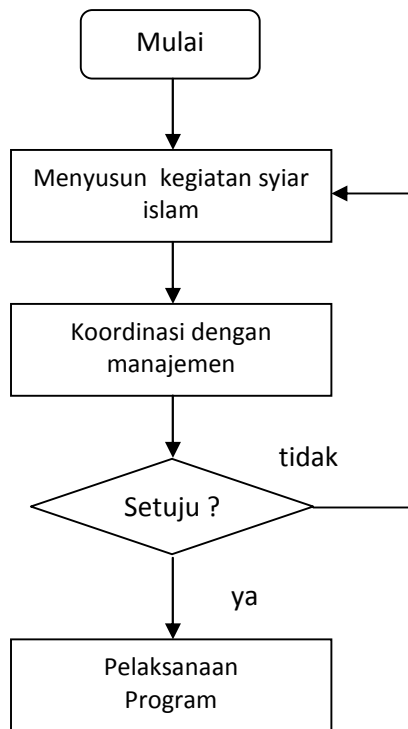 Mulai
Menyusun kegiatan syiar
islam
Koordinasi dengan
manajemen
tidak
Setuju ?
ya
Pelaksanaan
Program